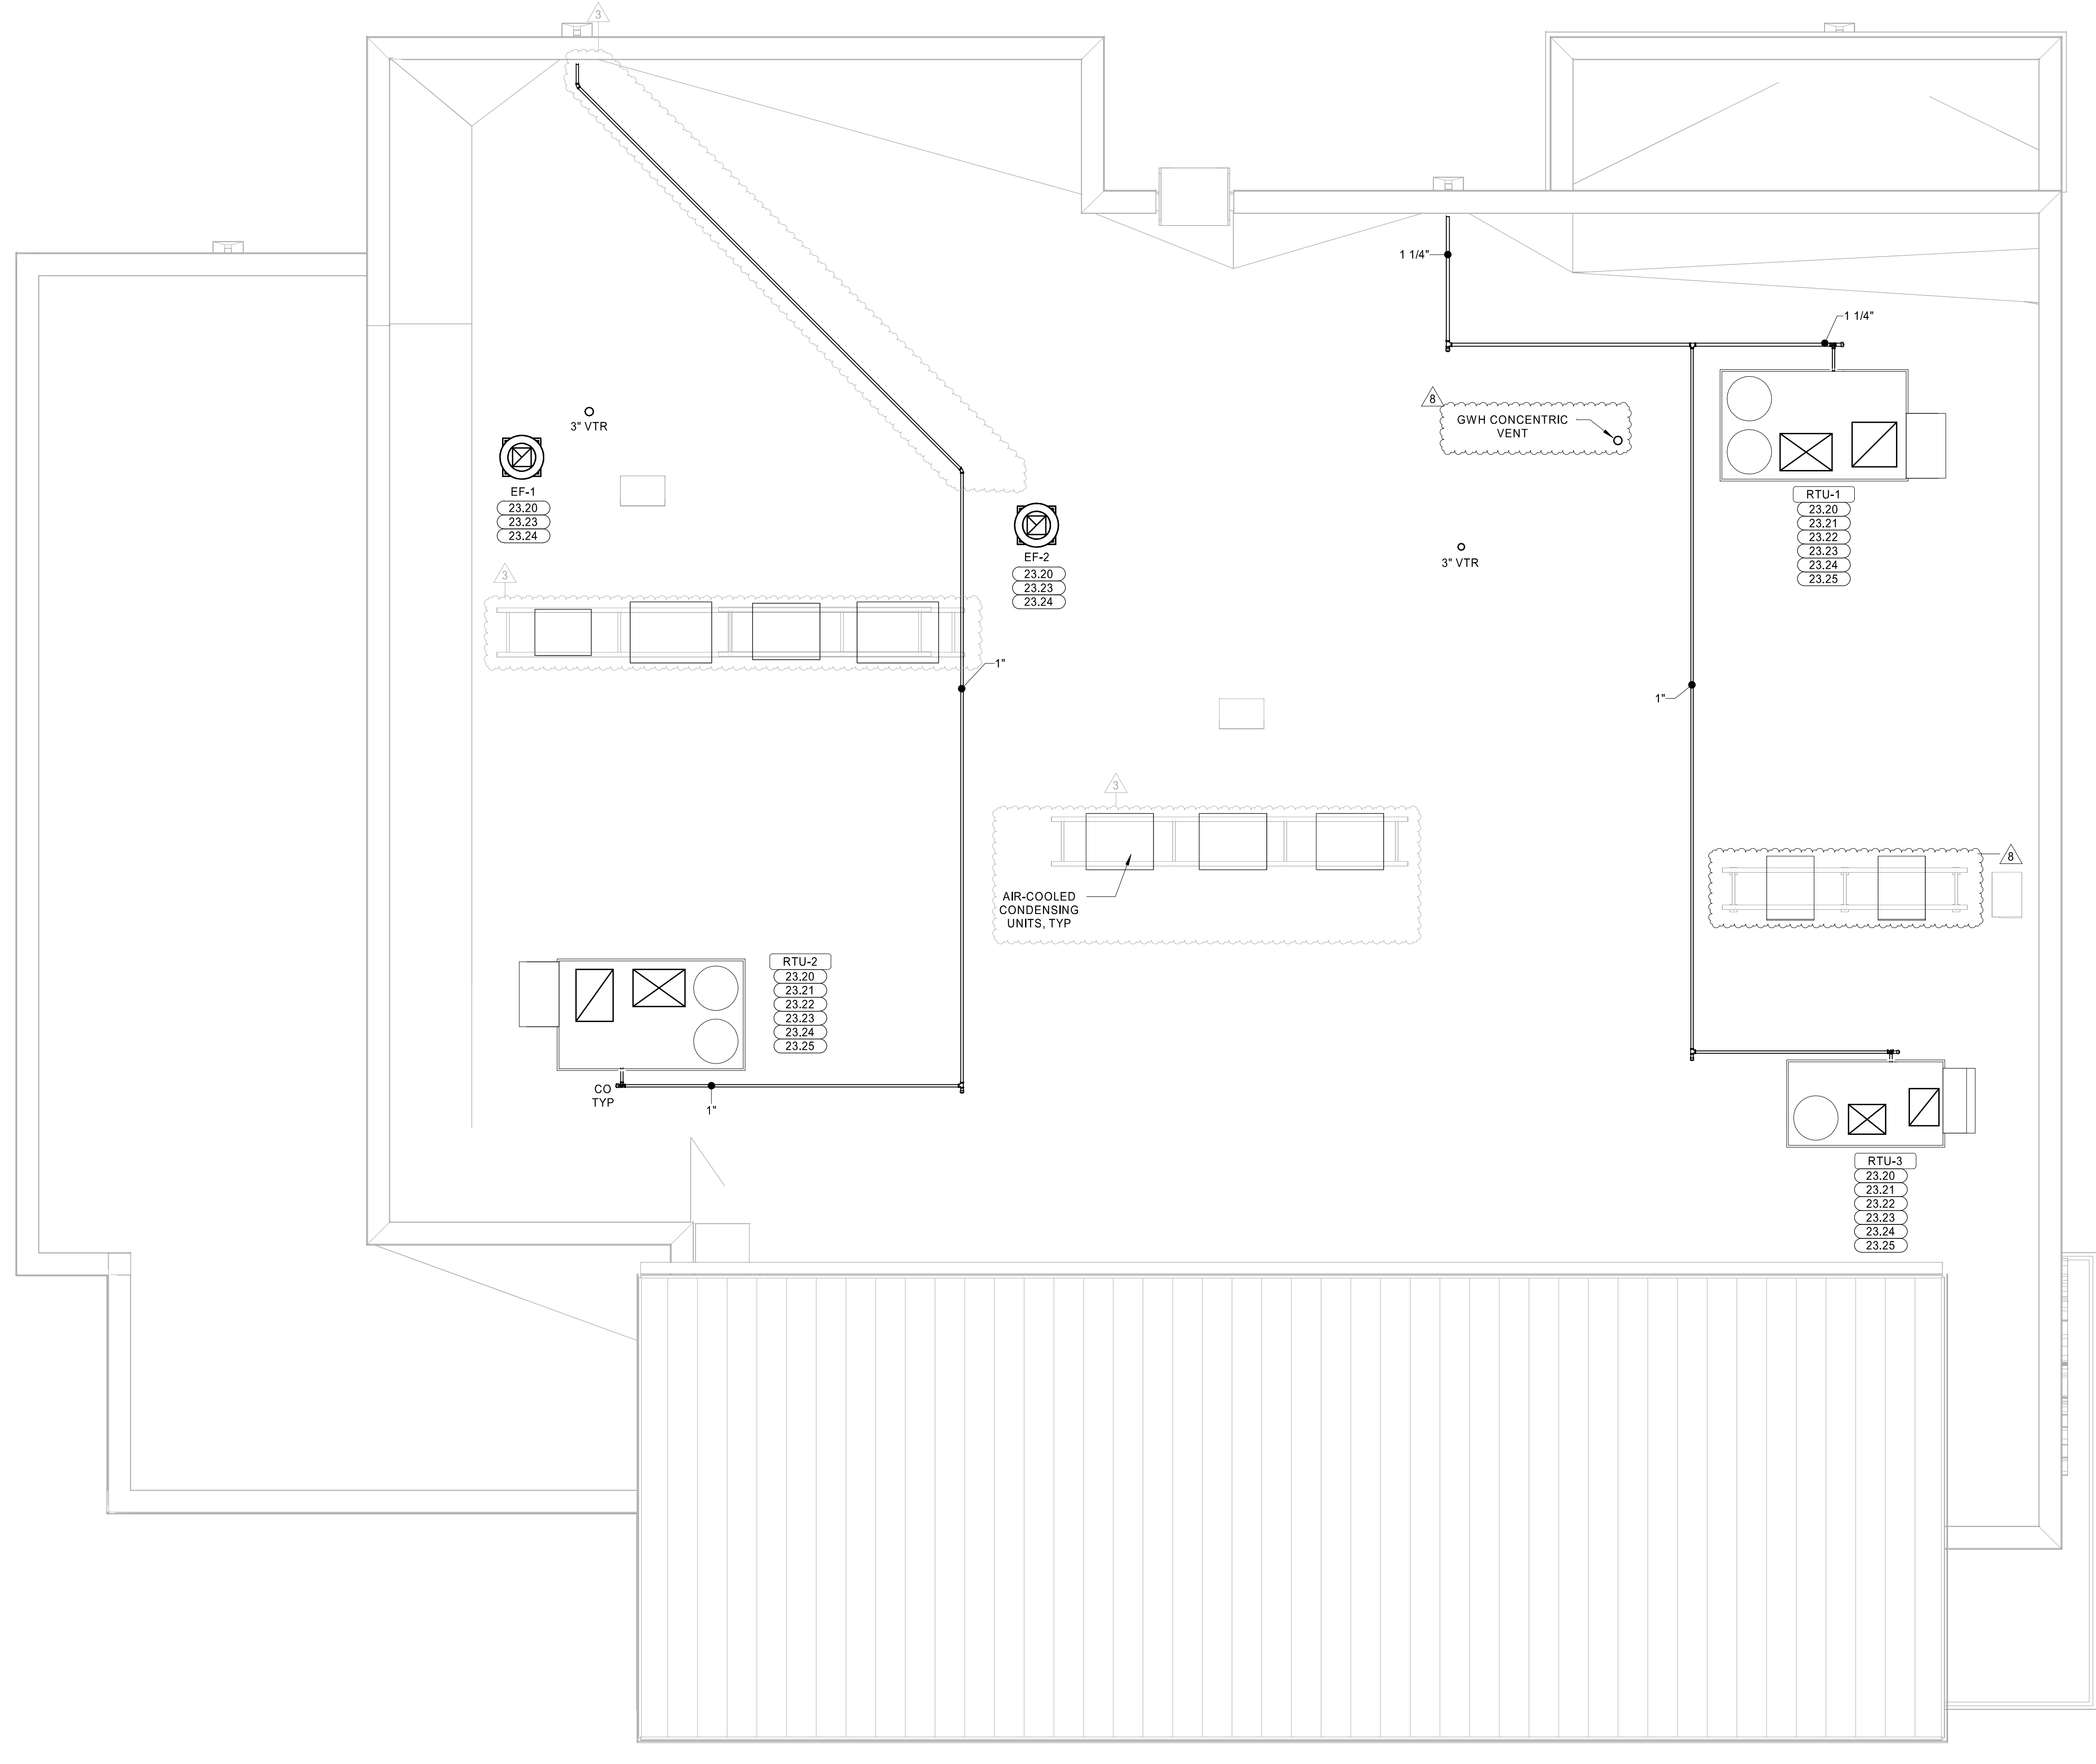 3
1 1/4"
1 1/4"
8
GWH CONCENTRIC
VENT
3" VTR
EF-1
23.20
23.23
23.24
RTU-1
23.20
23.21
23.22
23.23
23.24
23.25
EF-2
23.20
23.23
23.24
3" VTR
3
1"
1"
3
AIR-COOLED
CONDENSING
UNITS, TYP
8
RTU-2
23.20
23.21
23.22
23.23
23.24
23.25
CO
TYP
1"
RTU-3
23.20
23.21
23.22
23.23
23.24
23.25